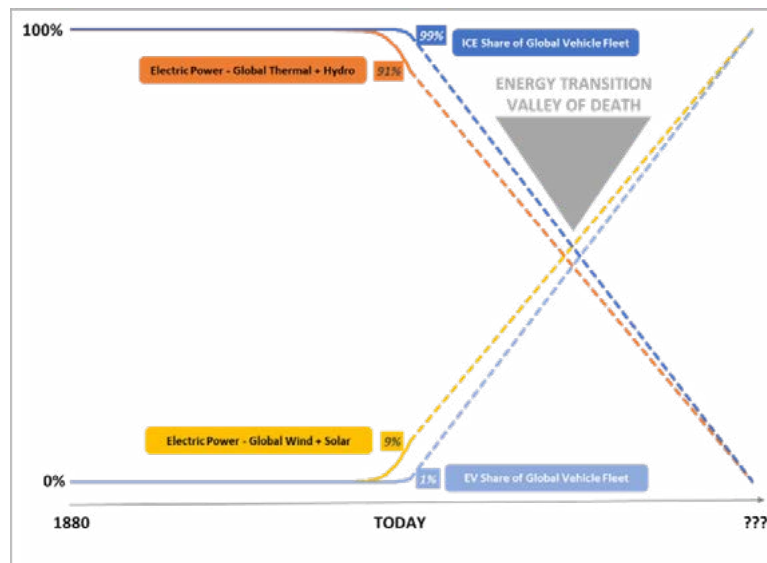 100%
99%
ICE Share of Global Vehicle Fleet
Electric Power - Global Thermal + Hydro
91%
ENERGY TRANSITION
VALLEY OF DEATH
Electric Power - Global Wind + Solar
9%
0%
1%
EV Share of Global Vehicle Fleet
1880
TODAY
???